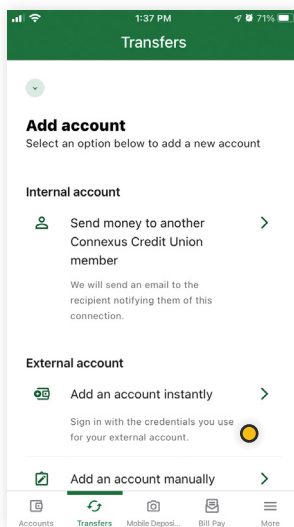 1:37 PM
71%
Transfers
Add account
Select an option below to add a new account
Internal account
Send money to another
Connexus Credit Union
member
We will send an email to the
recipient notifying them of this
connection.
External account
Add an account instantly
Sign in with the credentials you use
for your external account.
Add an account manually
Accounts
Transfers
Mobile Deposi...
Bill Pay
More